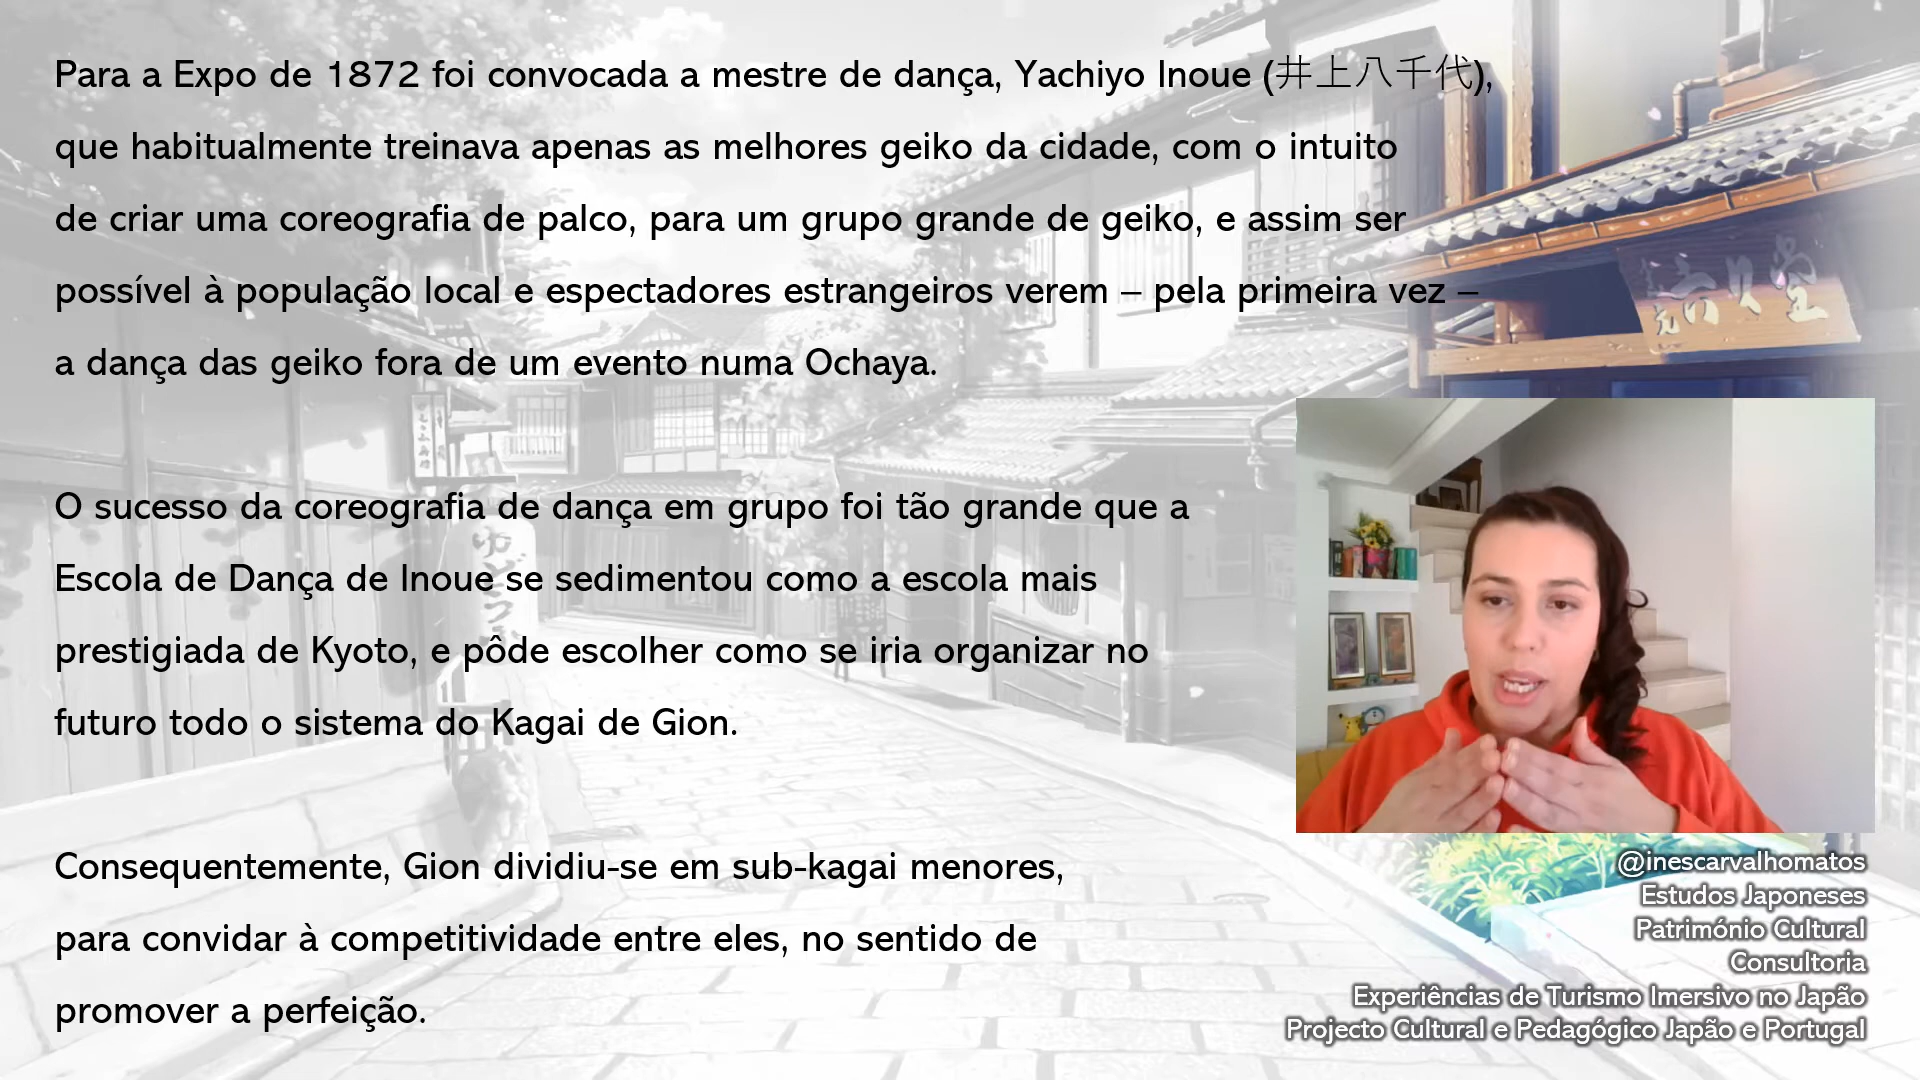 Para a Expo de 1872 foi convocada a mestre de dança, Yachiyo Inoue (井上八千代),
que habitualmente treinava apenas as melhores geiko da cidade, com o intuito
de criar uma coreografia de palco, para um grupo grande de geiko, e assim ser
possível à população local e espectadores estrangeiros verem – pela primeira vez –
a dança das geiko fora de um evento numa Ochaya.
O sucesso da coreografia de dança em grupo foi tão grande que a
Escola de Dança de Inoue se sedimentou como a escola mais
prestigiada de Kyoto, e pôde escolher como se iria organizar no
futuro todo o sistema do Kagai de Gion.
Consequentemente, Gion dividiu-se em sub-kagai menores,
para convidar à competitividade entre eles, no sentido de
promover a perfeição.
@inescarvalhomatos
Estudos Japoneses
Património Cultural
Consultoria
Experiências de Turismo Imersivo no Japão
Projecto Cultural e Pedagógico Japão e Portugal